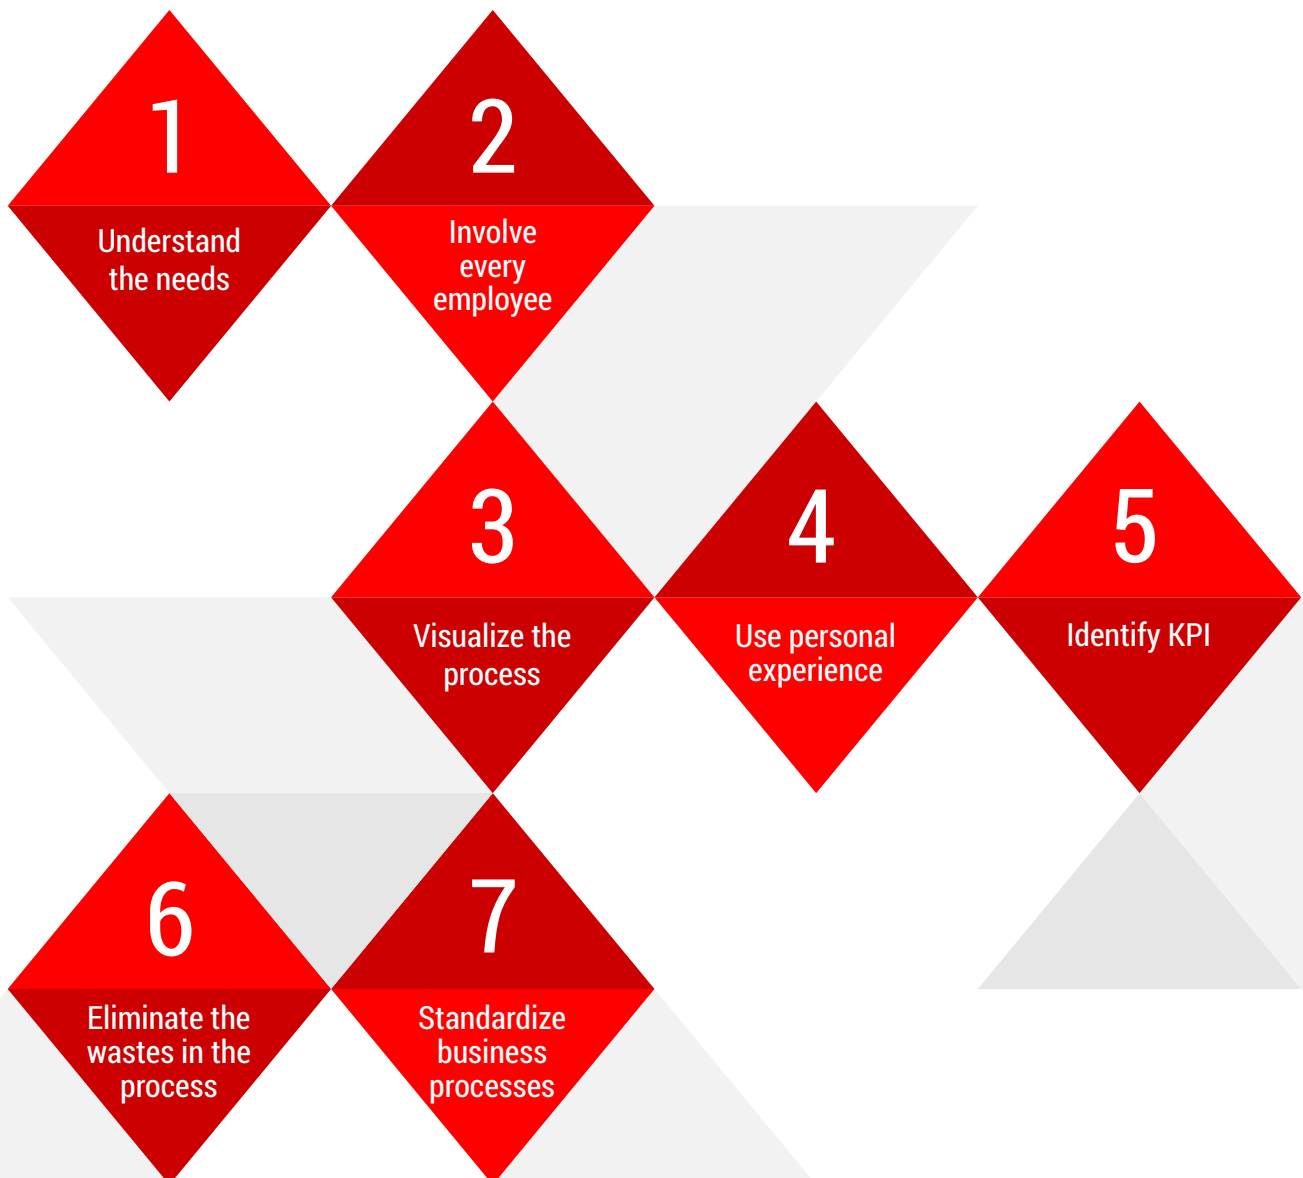 1
Understand
the needs
2
Involve
every
employee
3
Visualize the
process
4
Use personal
experience
5
Identify KPI
6
Eliminate the
wastes in the
process
7
Standardize
business
processes